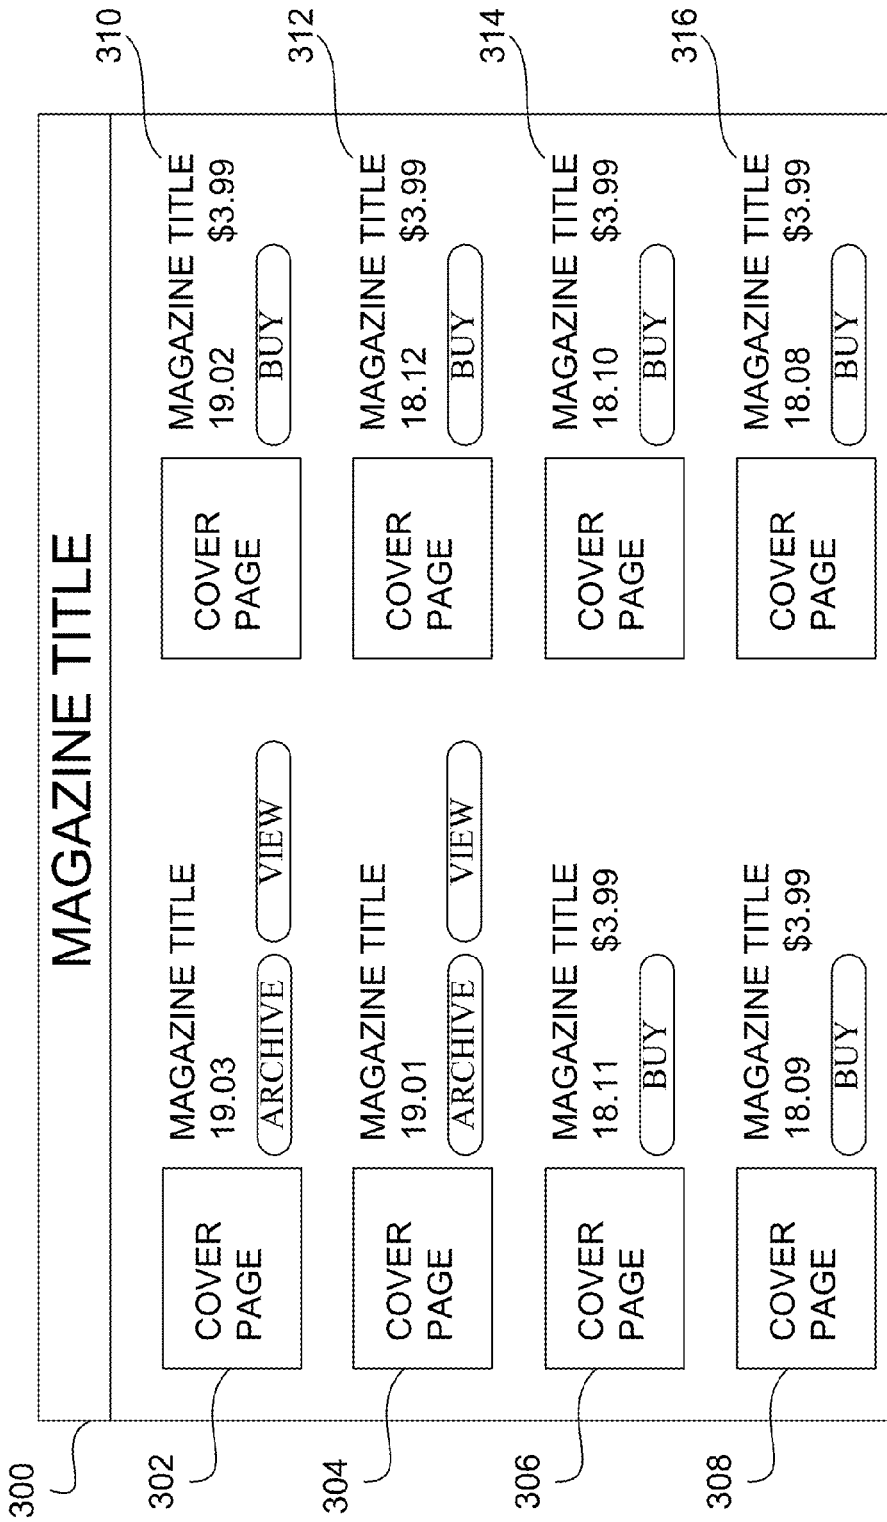 300
MAGAZINE TITLE
302
COVER
PAGE
MAGAZINE TITLE
19.03
ARCHIVE
VIEW
COVER
PAGE
MAGAZINE TITLE
19.02 $3.99
BUY
310
304
COVER
PAGE
MAGAZINE TITLE
19.01
ARCHIVE
VIEW
COVER
PAGE
MAGAZINE TITLE
18.12 $3.99
BUY
312
306
COVER
PAGE
MAGAZINE TITLE
18.11 $3.99
BUY
COVER
PAGE
MAGAZINE TITLE
18.10 $3.99
BUY
314
308
COVER
PAGE
MAGAZINE TITLE
18.09 $3.99
BUY
COVER
PAGE
MAGAZINE TITLE
18.08 $3.99
BUY
316